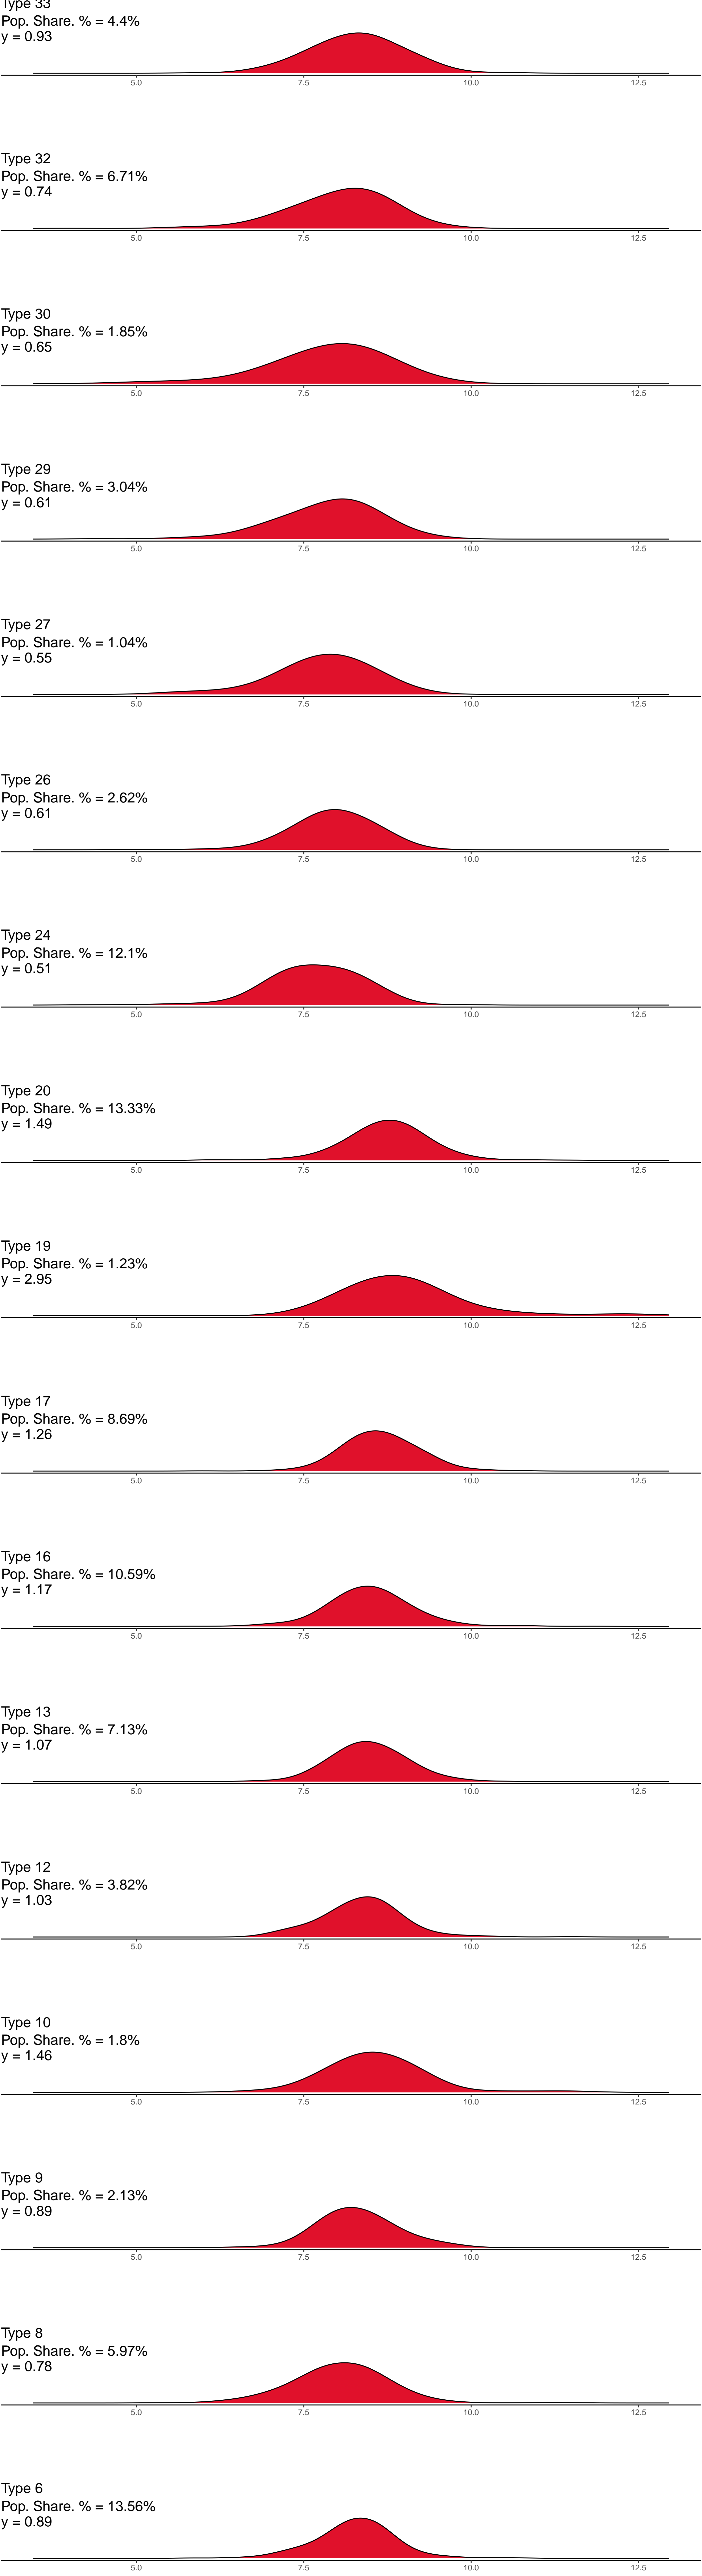 Type 33
Pop. Share. % = 4.4%
y = 0.93
5.0 7.5 10.0 12.5
Type 32
Pop. Share. % = 6.71%
y = 0.74
5.0 7.5 10.0 12.5
Type 30
Pop. Share. % = 1.85%
y = 0.65
5.0 7.5 10.0 12.5
Type 29
Pop. Share. % = 3.04%
y = 0.61
5.0 7.5 10.0 12.5
Type 27
Pop. Share. % = 1.04%
y = 0.55
5.0 7.5 10.0 12.5
Type 26
Pop. Share. % = 2.62%
y = 0.61
5.0 7.5 10.0 12.5
Type 24
Pop. Share. % = 12.1%
y = 0.51
5.0 7.5 10.0 12.5
Type 20
Pop. Share. % = 13.33%
y = 1.49
5.0 7.5 10.0 12.5
Type 19
Pop. Share. % = 1.23%
y = 2.95
5.0 7.5 10.0 12.5
Type 17
Pop. Share. % = 8.69%
y = 1.26
5.0 7.5 10.0 12.5
Type 16
Pop. Share. % = 10.59%
y = 1.17
5.0 7.5 10.0 12.5
Type 13
Pop. Share. % = 7.13%
y = 1.07
5.0 7.5 10.0 12.5
Type 12
Pop. Share. % = 3.82%
y = 1.03
5.0 7.5 10.0 12.5
Type 10
Pop. Share. % = 1.8%
y = 1.46
5.0 7.5 10.0 12.5
Type 9
Pop. Share. % = 2.13%
y = 0.89
5.0 7.5 10.0 12.5
Type 8
Pop. Share. % = 5.97%
y = 0.78
5.0 7.5 10.0 12.5
Type 6
Pop. Share. % = 13.56%
y = 0.89
5.0 7.5 10.0 12.5